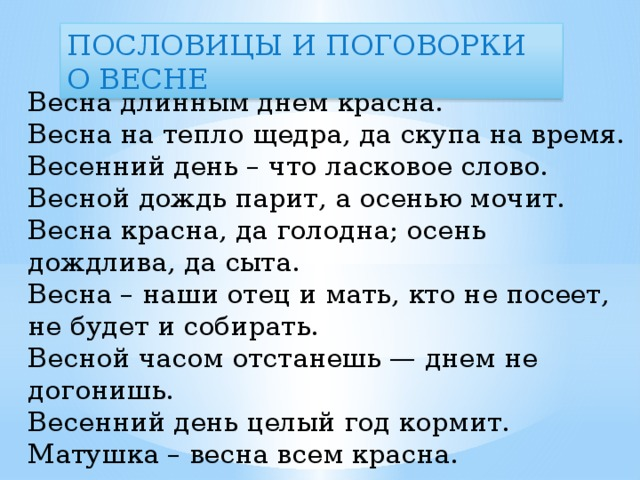 ПОСЛОВИЦЫ И ПОГОВОРКИ
О ВЕСНЕ
Весна длинным днем красна.
Весна на тепло щедра, да скупа на время.
Весенний день – что ласковое слово.
Весной дождь парит, а осенью мочит.
Весна красна, да голодна; осень
дождлива, да сыта.
Весна – наши отец и мать, кто не посеет,
не будет и собирать.
Весной часом отстанешь — днем не
догонишь.
Весенний день целый год кормит.
Матушка – весна всем красна.